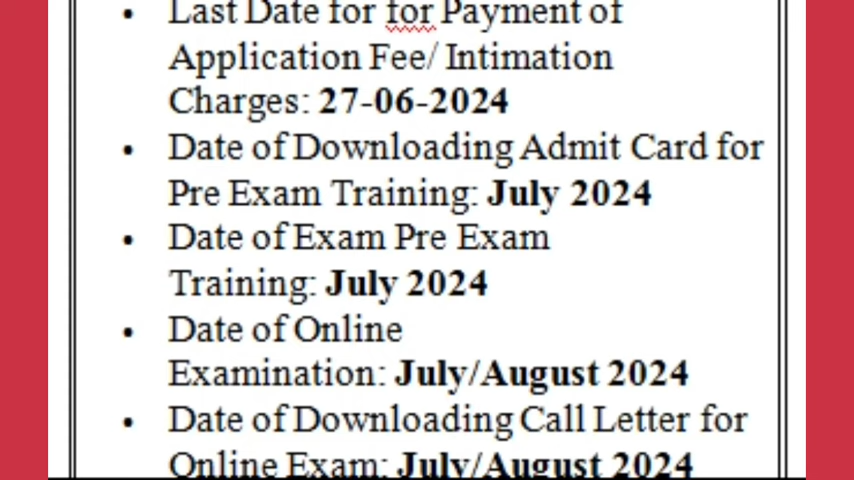 • Last Date for for Payment of
Application Fee/ Intimation
Charges: 27-06-2024
• Date of Downloading Admit Card for
Pre Exam Training: July 2024
• Date of Exam Pre Exam
Training: July 2024
• Date of Online
Examination: July/August 2024
• Date of Downloading Call Letter for
Online Exam: July/August 2024